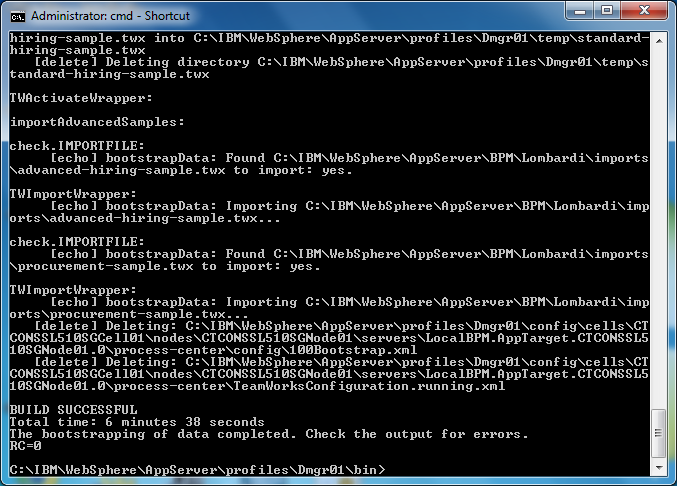 Administrator: cmd - Shortcut
hiring-sample.twx into C:\IBM\WebSphere\AppServer\profiles\Dmgr01\temp\standard-
hiring-sample.twx
[delete] Deleting directory C:\IBM\WebSphere\AppServer\profiles\Dmgr01\temp\s
tandard-hiring-sample.twx
TWActivateWrapper:
importAdvancedSamples:
check.IMPORTFILE:
[echo] bootstrapData: Found C:\IBM\WebSphere\AppServer\BPM\Lombardi\imports
\advanced-hiring-sample.twx to import: yes.
TWImportWrapper:
[echo] bootstrapData: Importing C:\IBM\WebSphere\AppServer\BPM\Lombardi\imp
orts\advanced-hiring-sample.twx...
check.IMPORTFILE:
[echo] bootstrapData: Found C:\IBM\WebSphere\AppServer\BPM\Lombardi\imports
\procurement-sample.twx to import: yes.
TWImportWrapper:
[echo] bootstrapData: Importing C:\IBM\WebSphere\AppServer\BPM\Lombardi\imp
orts\procurement-sample.twx...
[delete] Deleting: C:\IBM\WebSphere\AppServer\profiles\Dmgr01\config\cells\CT
CONSSL510SGCell01\nodes\CTCONSSL510SGNode01\servers\LocalBPM.AppTarget.CTCONSSL5
10SGNode01.0\process-center\config\100Bootstrap.xml
[delete] Deleting: C:\IBM\WebSphere\AppServer\profiles\Dmgr01\config\cells\CT
CONSSL510SGCell01\nodes\CTCONSSL510SGNode01\servers\LocalBPM.AppTarget.CTCONSSL5
10SGNode01.0\process-center\TeamWorksConfiguration.running.xml
BUILD SUCCESSFUL
Total time: 6 minutes 38 seconds
The bootstrapping of data completed. Check the output for errors.
RC=0
C:\IBM\WebSphere\AppServer\profiles\Dmgr01\bin>